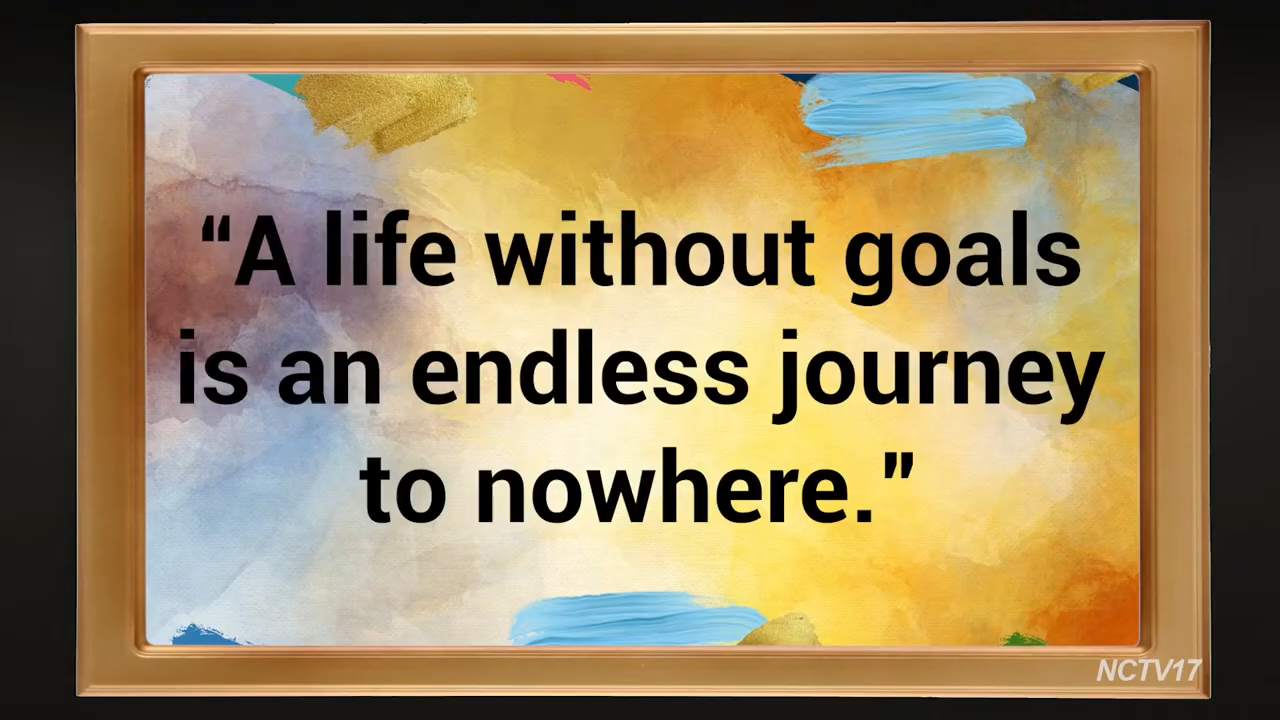 “A life without goals
is an endless journey
to nowhere.”
NCTV17